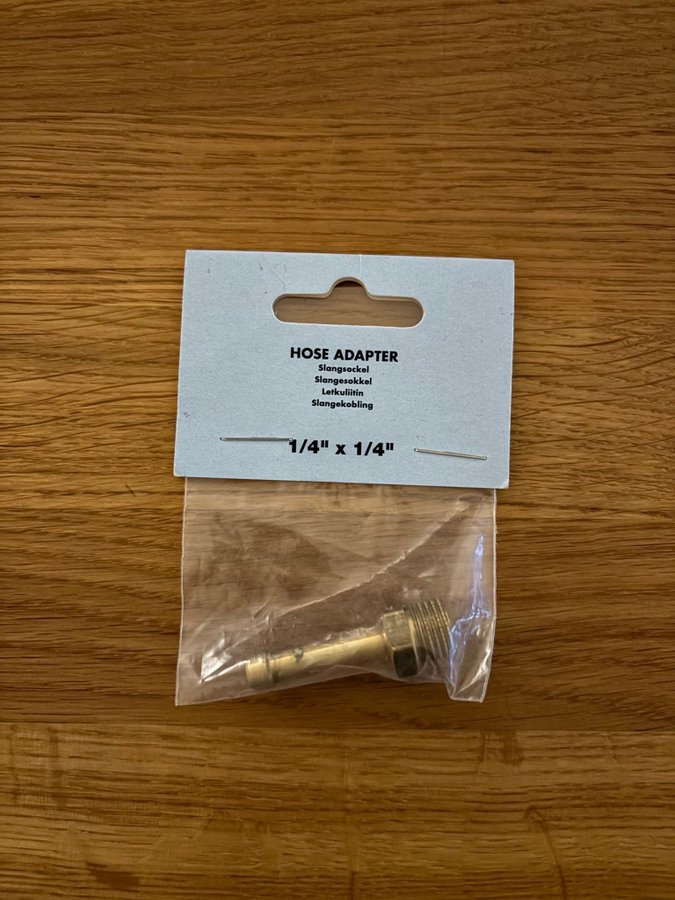 HOSE ADAPTER
Slangsockel
Slangesokkel
Letkuliitin
Slangekobling
1/4" x 1/4"